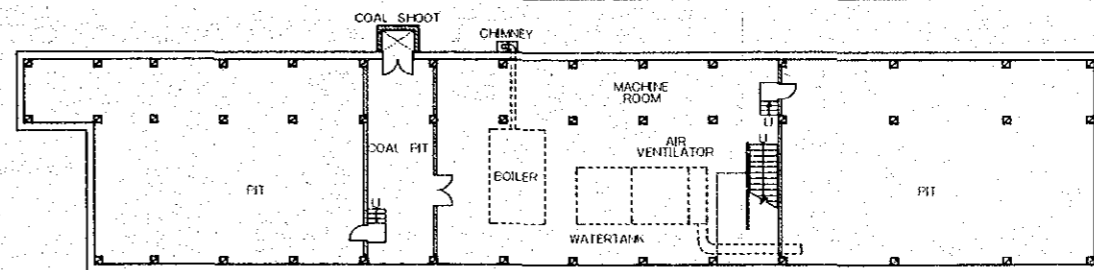 COAL SHOOT
CHIMNEY
MACHINE
ROOM
U
U
COAL PIT
AIR
VENTILATOR
BOILER
PIT
PIT
U
WATERTANK